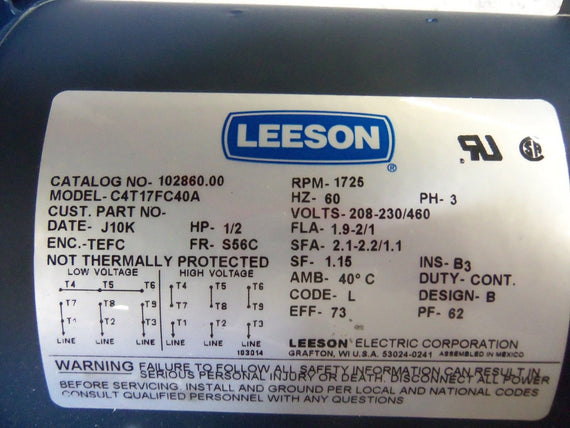 LEESON
®
CATALOG NO- 102860.00
MODEL- C4T17FC40A
CUST. PART NO-
DATE- J10K HP- 1/2
ENC.-TEFC FR- S56C
NOT THERMALLY PROTECTED
RPM- 1725
HZ- 60 PH- 3
VOLTS- 208-230/460
FLA- 1.9-2/1
SFA- 2.1-2.2/1.1
SF- 1.15 INS- B3
AMB- 40° C DUTY- CONT.
CODE- L DESIGN- B
EFF- 73 PF- 62
LOW VOLTAGE HIGH VOLTAGE
T4 T5 T6 T4 T5 T6
T7 T8 T9 T7 T8 T9
T1 T2 T3 T1 T2 T3
LINE LINE LINE LINE LINE LINE
103014
LEESON ELECTRIC CORPORATION
GRAFTON, WI U.S.A. 53024-0241 ASSEMBLED IN MEXICO
WARNING FAILURE TO FOLLOW ALL SAFETY INFORMATION CAN RESULT IN
SERIOUS PERSONAL INJURY OR DEATH. DISCONNECT ALL POWER
BEFORE SERVICING. INSTALL AND GROUND PER LOCAL AND NATIONAL CODES
CONSULT QUALIFIED PERSONNEL WITH ANY QUESTIONS